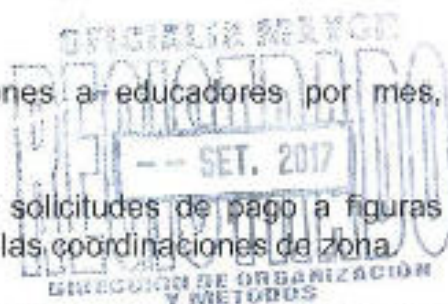 OFICIALIA MAYOR
nes a educadores por mes,
REGISTRADO
-- SET. 2017
solicitudes de pago a figuras
las coordinaciones de zona.
DIRECCIÓN DE ORGANIZACIÓN
Y METODOS